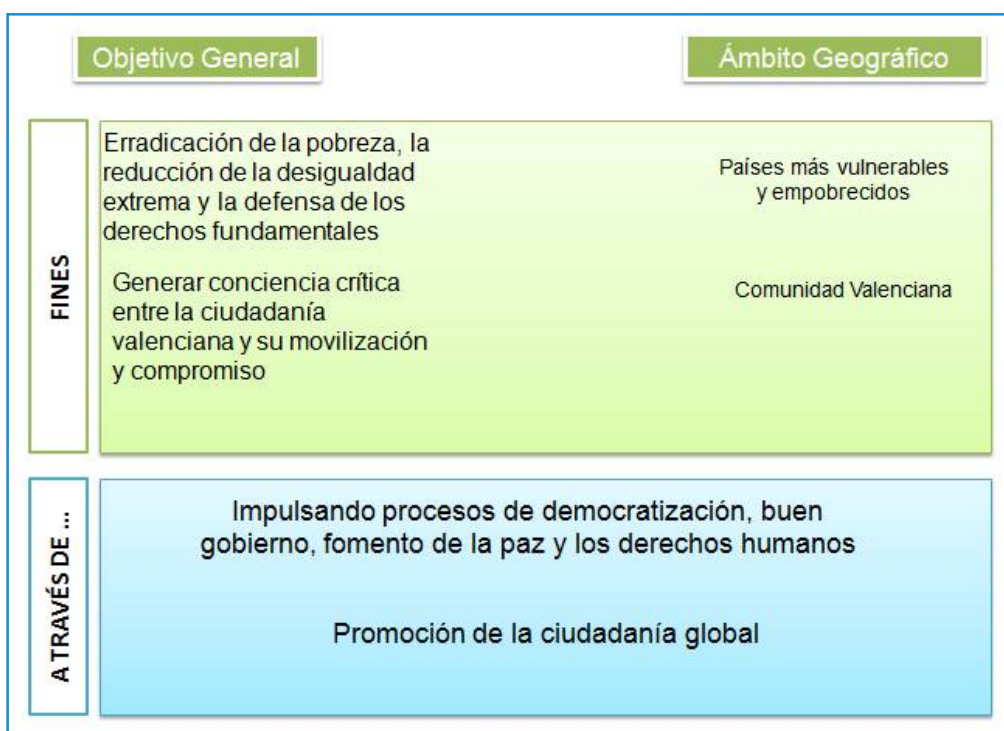 Objetivo General
Ámbito Geográfico
FINES
Erradicación de la pobreza, la
reducción de la desigualdad
extrema y la defensa de los
derechos fundamentales
Países más vulnerables
y empobrecidos
Generar conciencia crítica
entre la ciudadanía
valenciana y su movilización
y compromiso
Comunidad Valenciana
A TRAVÉS DE ...
Impulsando procesos de democratización, buen
gobierno, fomento de la paz y los derechos humanos
Promoción de la ciudadanía global